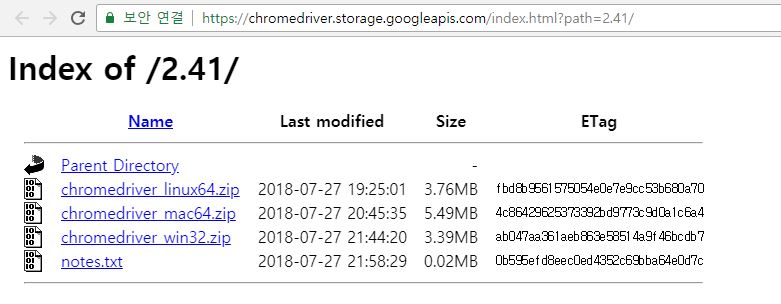 보안 연결 | https://chromedriver.storage.googleapis.com/index.html?path=2.41/
Index of /2.41/
Name Last modified Size ETag
Parent Directory -
chromedriver_linux64.zip 2018-07-27 19:25:01 3.76MB fbd8b9561575054e0e7e9cc53b680a70
chromedriver_mac64.zip 2018-07-27 20:45:35 5.49MB 4c86429625373392bd9773c9d0a1c6a4
chromedriver_win32.zip 2018-07-27 21:44:20 3.39MB ab047aa361aeb863e58514a9f46bcdb7
notes.txt 2018-07-27 21:58:29 0.02MB 0b595efd8eec0ed4352c69bba64e0d7c